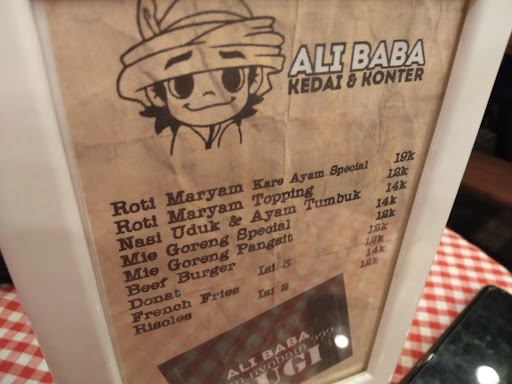 ALI BABA
KEDAI & KONTER
Roti Maryam Kare Ayam Special 19k
Roti Maryam Topping 12k
Nasi Uduk & Ayam Tumbuk 14k
Mie Goreng Special 14k
Mie Goreng Pangsit 12k
Beef Burger 12k
Donat Isi 3 12k
French Fries 14k
Risoles Isi 2 12k
ALI BABA